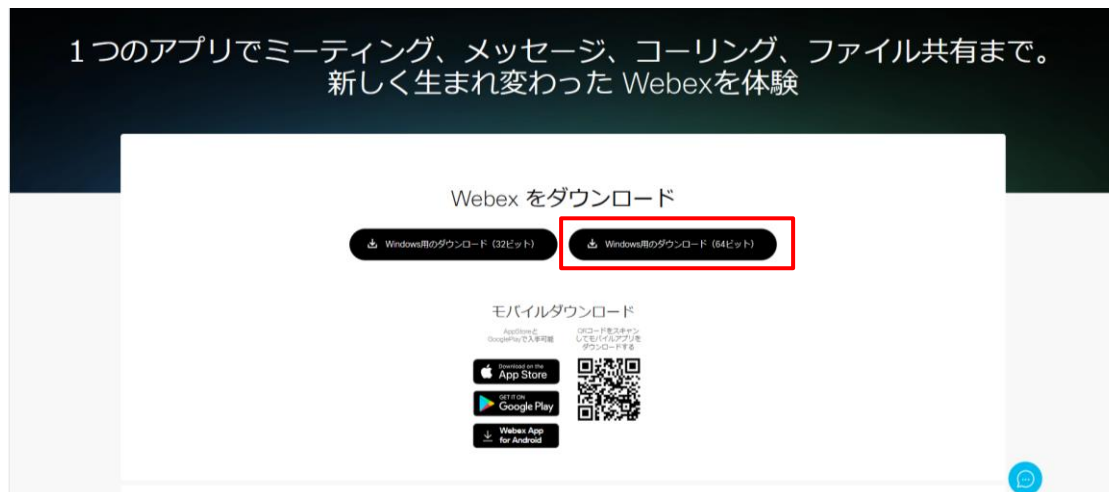 １つのアプリでミーティング、メッセージ、コーリング、ファイル共有まで。
新しく生まれ変わった Webexを体験
Webex をダウンロード
Windows用のダウンロード（32ビット）
Windows用のダウンロード（64ビット）
モバイルダウンロード
AppStoreと
GooglePlayで入手可能
QRコードをスキャン
してモバイルアプリを
ダウンロードする
Download on the
App Store
GET IT ON
Google Play
Webex App
for Android